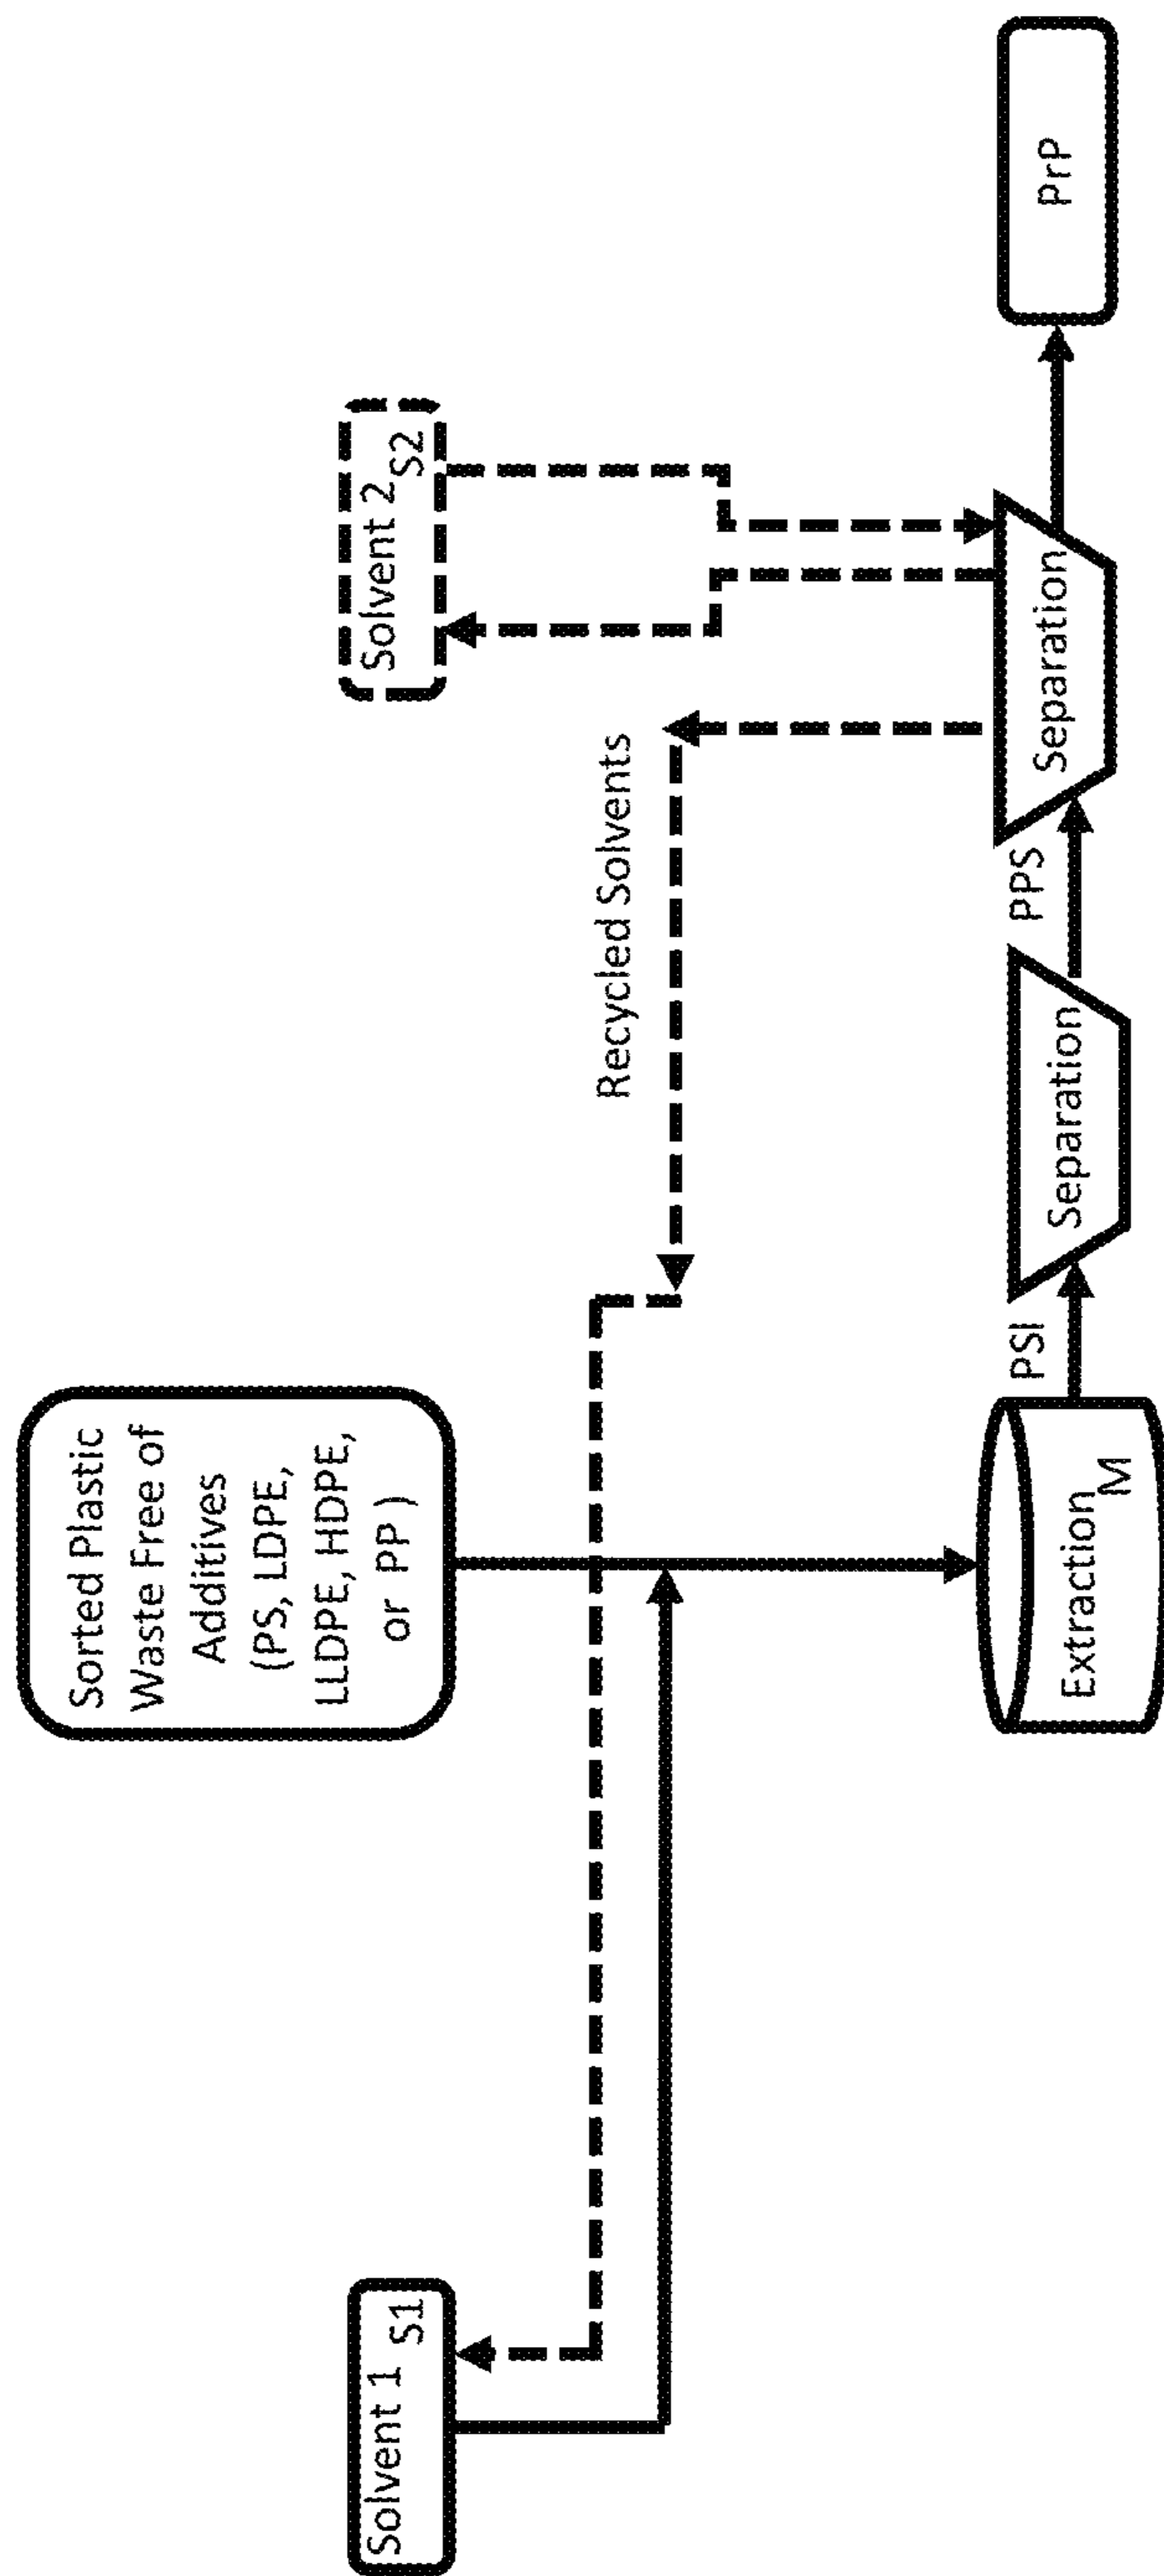 Sorted Plastic
Waste Free of
Additives
(PS, LDPE,
LLDPE, HDPE,
or PP )
Solvent 1
S1
Solvent 2
S2
Recycled Solvents
Extraction
M
PSI
Separation
PPS
Separation
PrP